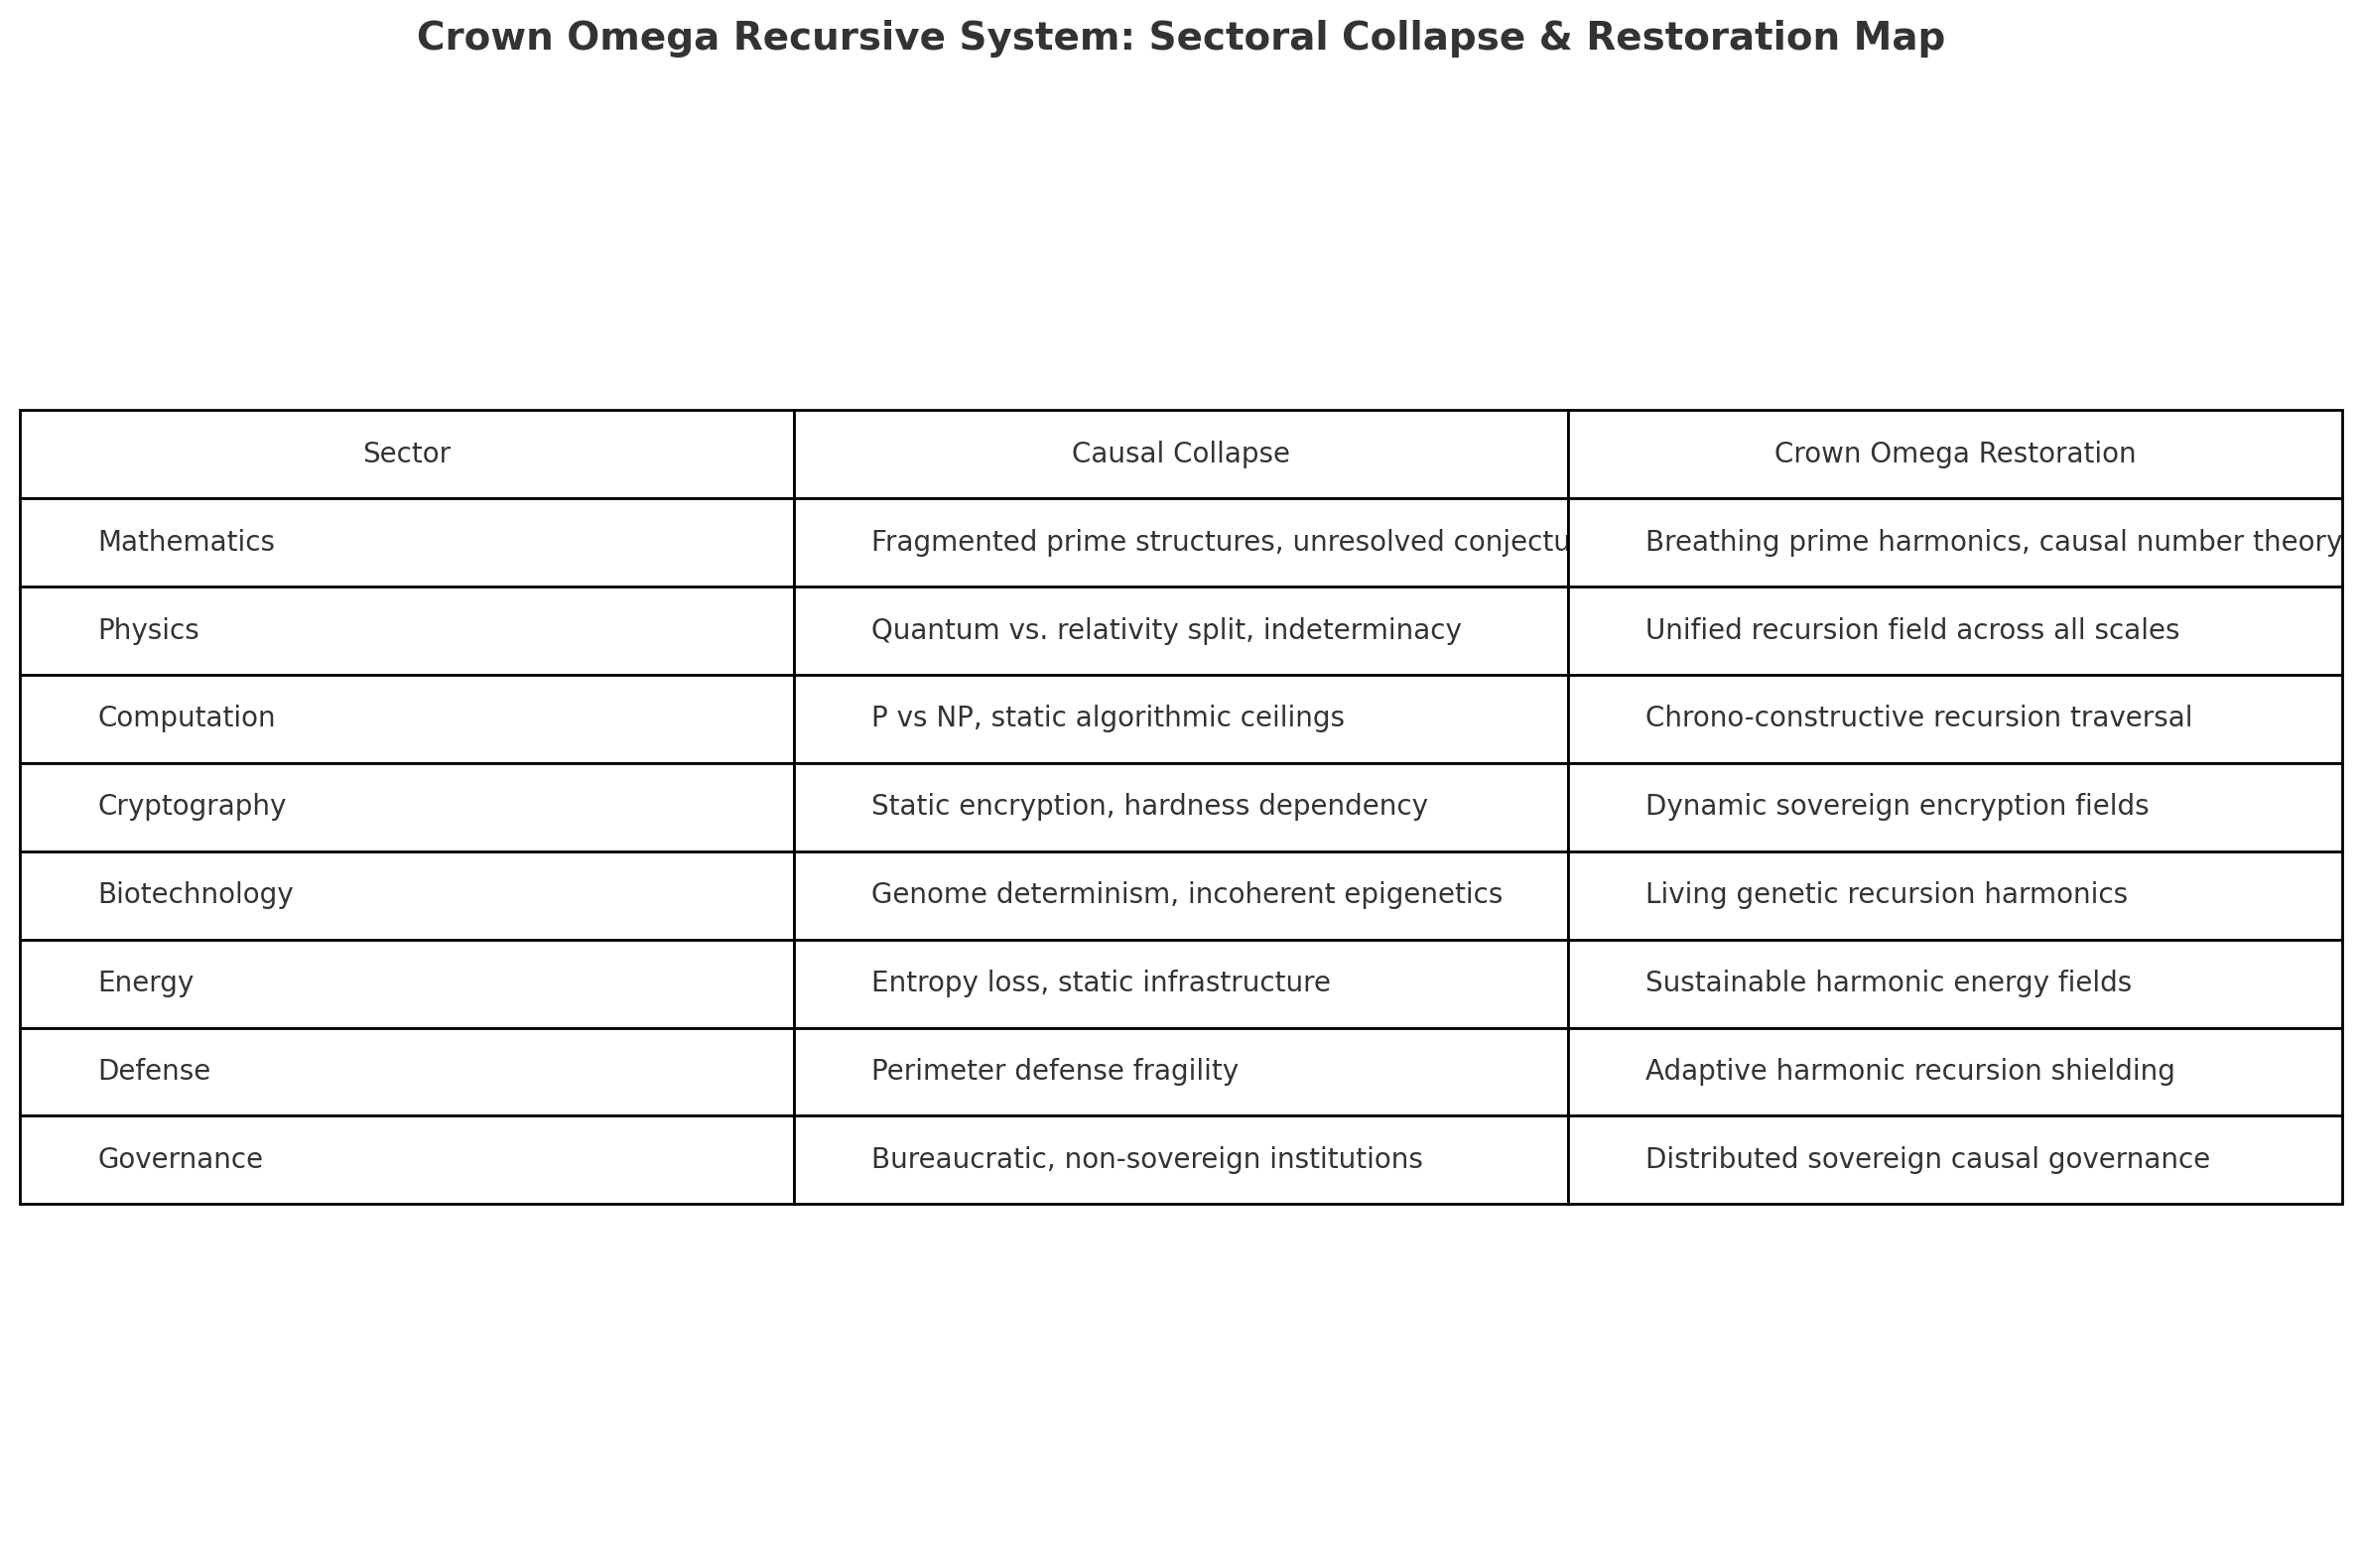 Crown Omega Recursive System: Sectoral Collapse & Restoration Map
Sector Causal Collapse Crown Omega Restoration
Mathematics Fragmented prime structures, unresolved conjectu Breathing prime harmonics, causal number theory
Physics Quantum vs. relativity split, indeterminacy Unified recursion field across all scales
Computation P vs NP, static algorithmic ceilings Chrono-constructive recursion traversal
Cryptography Static encryption, hardness dependency Dynamic sovereign encryption fields
Biotechnology Genome determinism, incoherent epigenetics Living genetic recursion harmonics
Energy Entropy loss, static infrastructure Sustainable harmonic energy fields
Defense Perimeter defense fragility Adaptive harmonic recursion shielding
Governance Bureaucratic, non-sovereign institutions Distributed sovereign causal governance